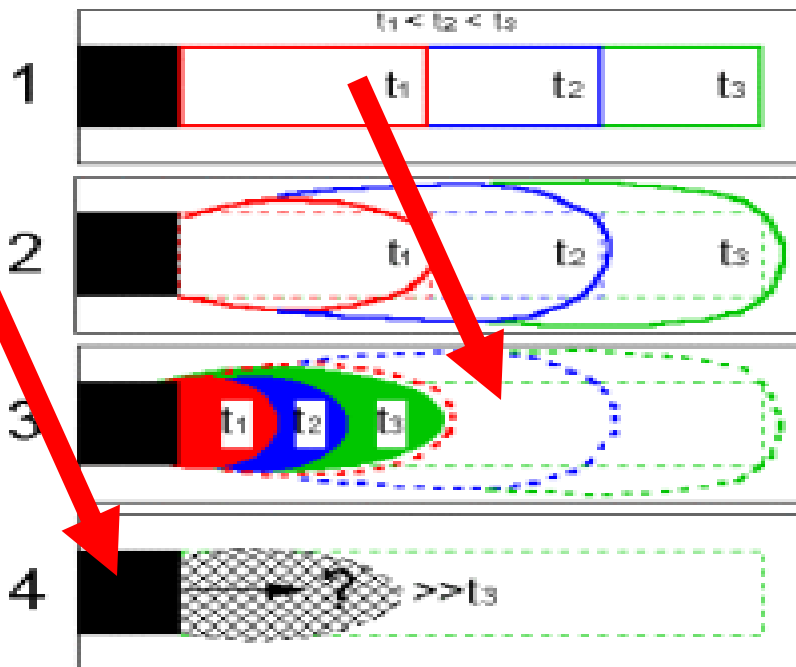 t₁ < t₂ < t₃
1 t₁ t₂ t₃
2 t₁ t₂ t₃
3 t₁ t₂ t₃
4 ? >>t₃